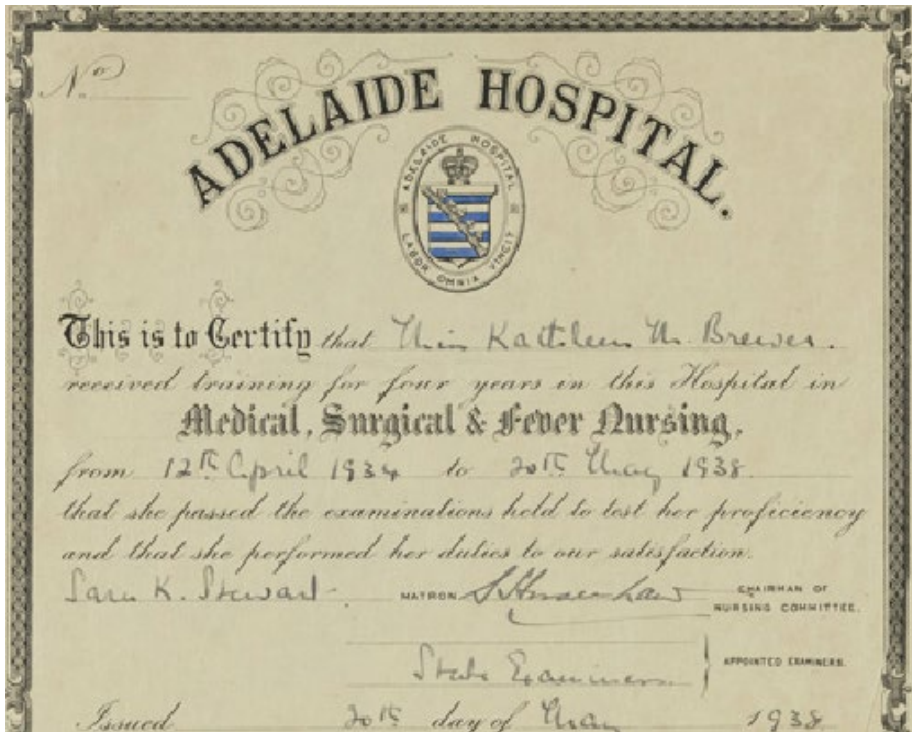 No
ADELAIDE HOSPITAL.
ADELAIDE HOSPITAL
LABOR OMNIA VINCIT
This is to Certify that Miss Kathleen M. Brewer.
received training for four years in this Hospital in
Medical, Surgical & Fever Nursing,
from 12th April 1934 to 20th May 1938.
that she passed the examinations held to test her proficiency
and that she performed her duties to our satisfaction.
K. Stewart. MATRON CHAIRMAN OF
NURSING COMMITTEE.
State Examiners APPOINTED EXAMINERS.
Issued 20th day of May 1938